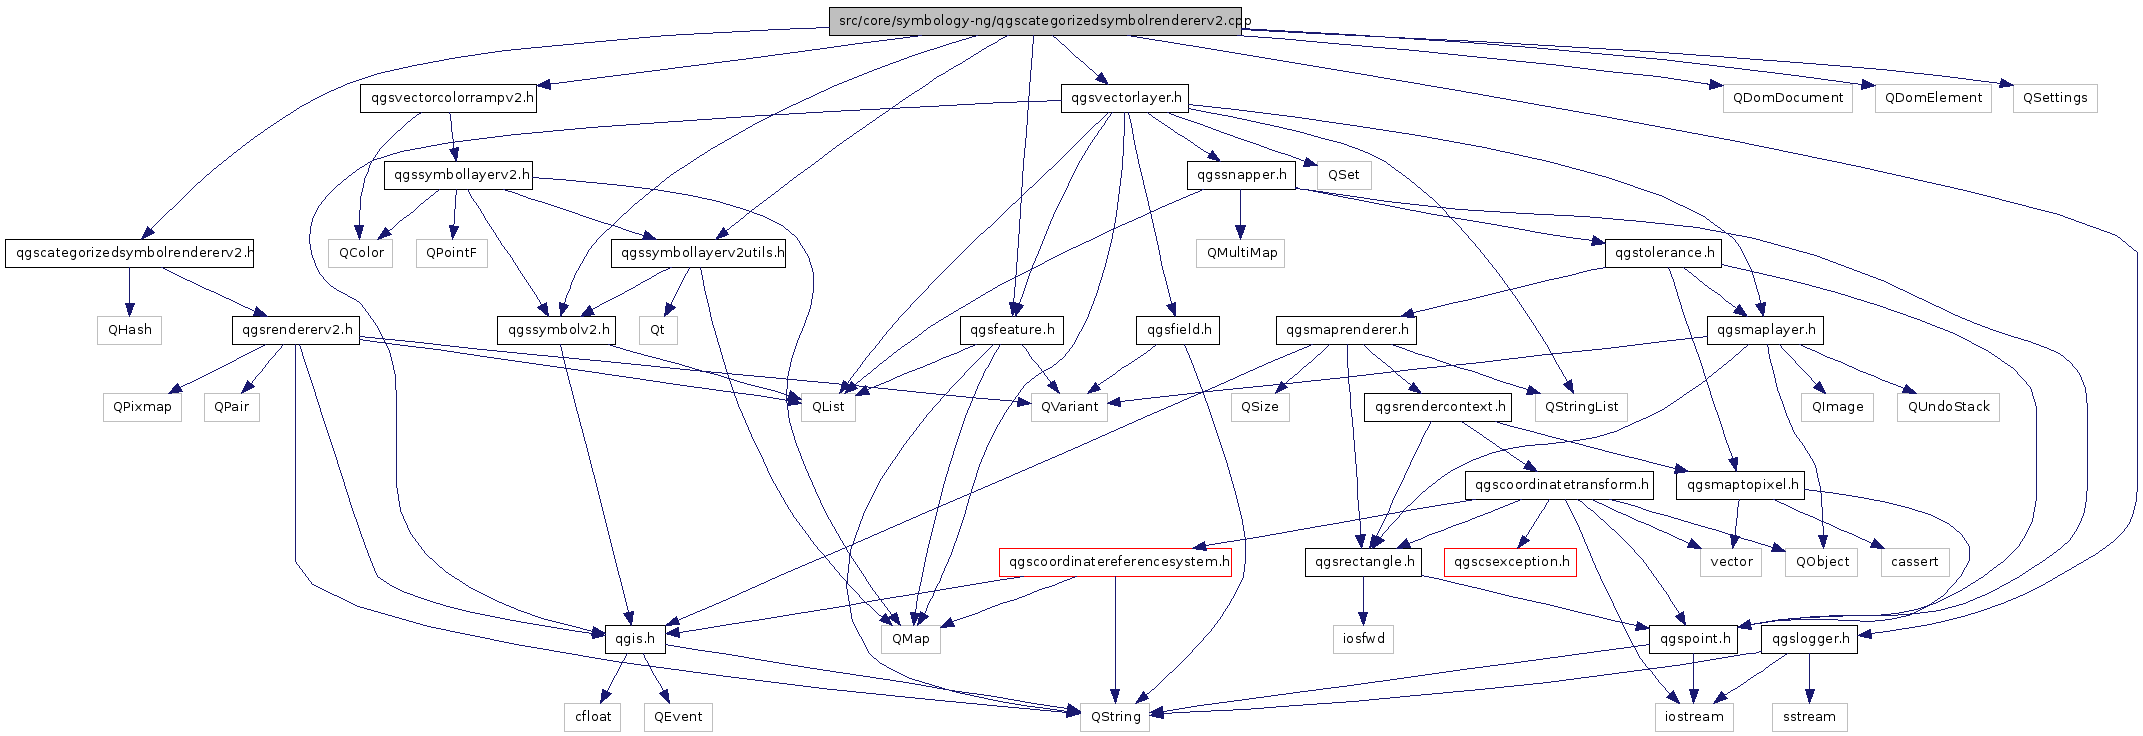 src/core/symbology-ng/qgscategorizedsymbolrendererv2.cpp
qgsvectorcolorrampv2.h
qgsvectorlayer.h
QDomDocument
QDomElement
QSettings
qgssymbollayerv2.h
qgssnapper.h
QSet
qgscategorizedsymbolrendererv2.h
QColor
QPointF
qgssymbollayerv2utils.h
QMultiMap
qgstolerance.h
QHash
qgsrendererv2.h
qgssymbolv2.h
Qt
qgsfeature.h
qgsfield.h
qgsmaprenderer.h
qgsmaplayer.h
QPixmap
QPair
QList
QVariant
QSize
qgsrendercontext.h
QStringList
QImage
QUndoStack
qgscoordinatetransform.h
qgsmaptopixel.h
qgscoordinatereferencesystem.h
qgsrectangle.h
qgscsexception.h
vector
QObject
cassert
qgis.h
QMap
iosfwd
qgspoint.h
qgslogger.h
cfloat
QEvent
QString
iostream
sstream